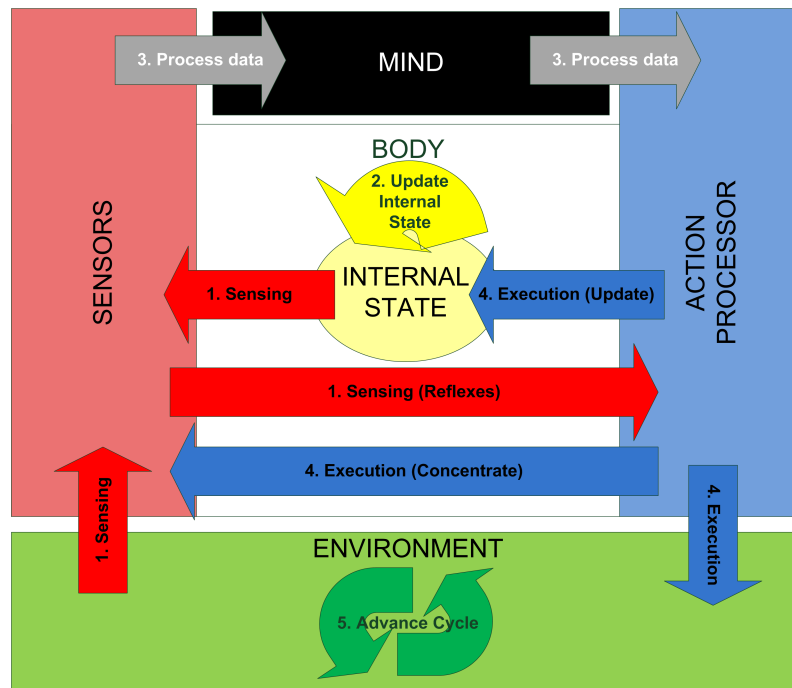 3. Process data
MIND
3. Process data
BODY
2. Update
Internal
State
SENSORS
ACTION
PROCESSOR
1. Sensing
INTERNAL
STATE
4. Execution (Update)
1. Sensing (Reflexes)
4. Execution (Concentrate)
1. Sensing
4. Execution
ENVIRONMENT
5. Advance Cycle